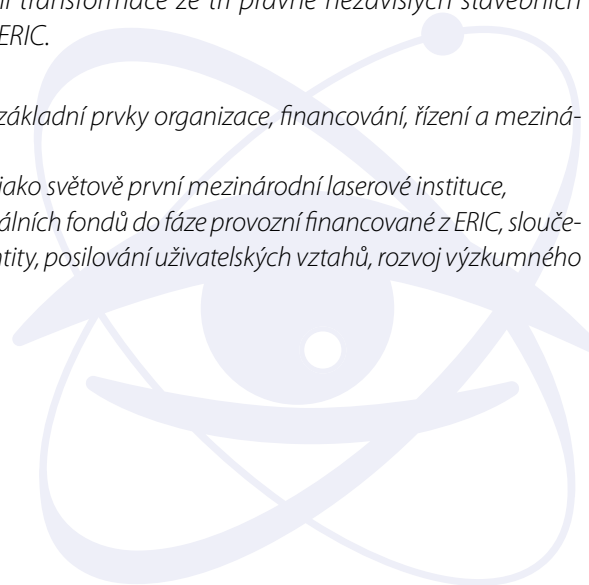 ní transformace ze tří právně nezávislých stavebních
ERIC.
základní prvky organizace, financování, řízení a meziná-
jako světově první mezinárodní laserové instituce,
álních fondů do fáze provozní financované z ERIC, slouče-
ntity, posilování uživatelských vztahů, rozvoj výzkumného